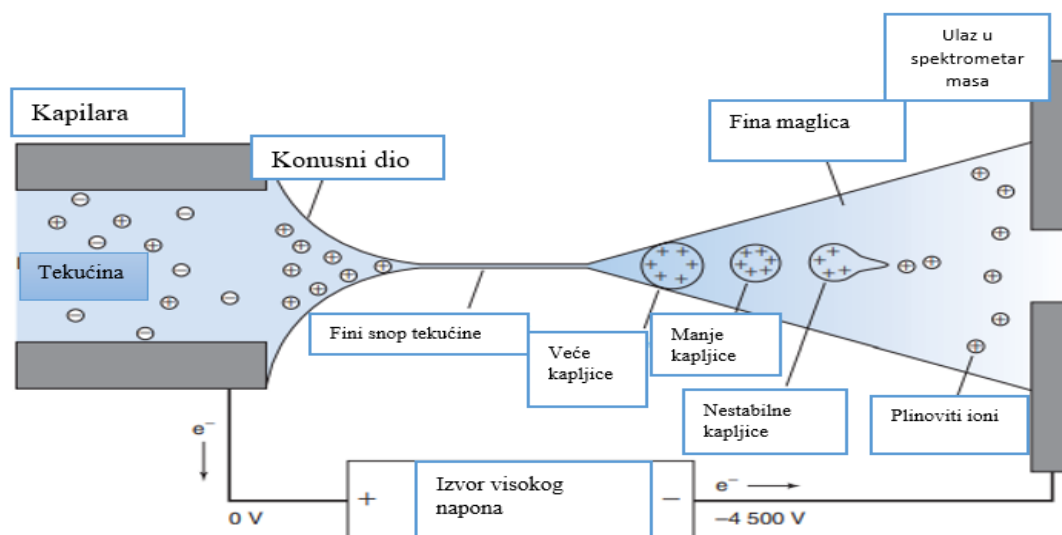 Ulaz u
spektrometar
masa
Kapilara
Fina maglica
Konusni dio
Tekućina
Fini snop tekućine
Veće
kapljice
Manje
kapljice
Nestabilne
kapljice
Plinoviti ioni
e⁻
+
Izvor visokog
napona
−
e⁻
0 V
−4 500 V